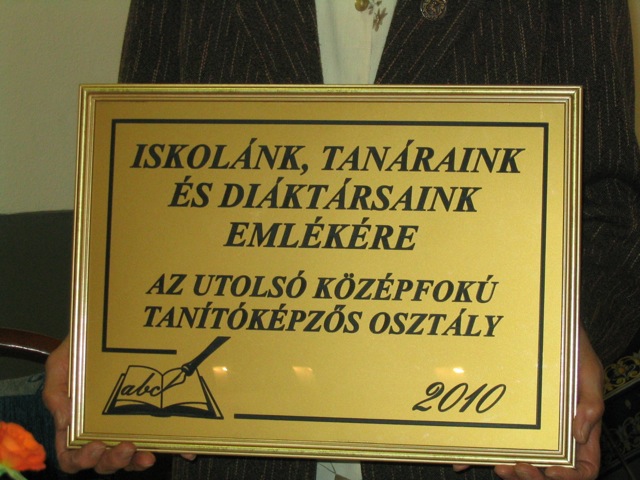 ISKOLÁNK, TANÁRAINK
ÉS DIÁKTÁRSAINK
EMLÉKÉRE
AZ UTOLSÓ KÖZÉPFOKÚ
TANÍTÓKÉPZŐS OSZTÁLY
abc
2010